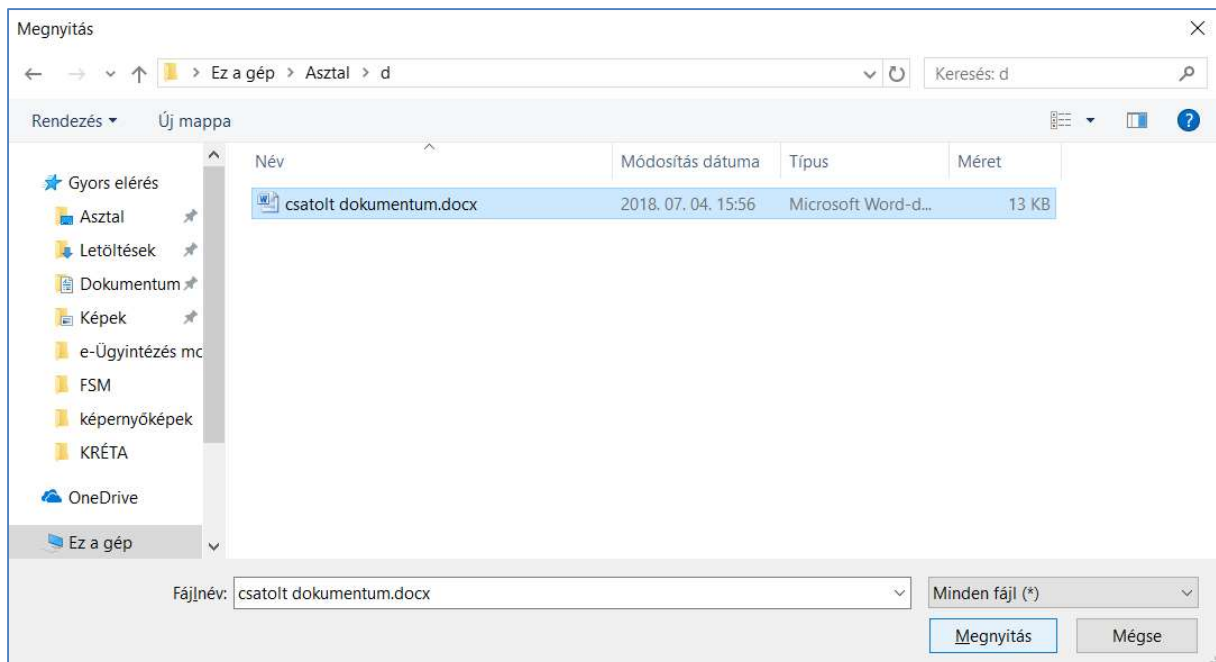 Megnyitás
Ez a gép > Asztal > d
Keresés: d
Rendezés
Új mappa
?
Név
Módosítás dátuma
Típus
Méret
csatolt dokumentum.docx
2018. 07. 04. 15:56
Microsoft Word-d...
13 KB
Gyors elérés
Asztal
Letöltések
Dokumentum
Képek
e-Ügyintézés mc
FSM
képernyőképek
KRÉTA
OneDrive
Ez a gép
Fájlnév: csatolt dokumentum.docx
Minden fájl (*)
Megnyitás
Mégse